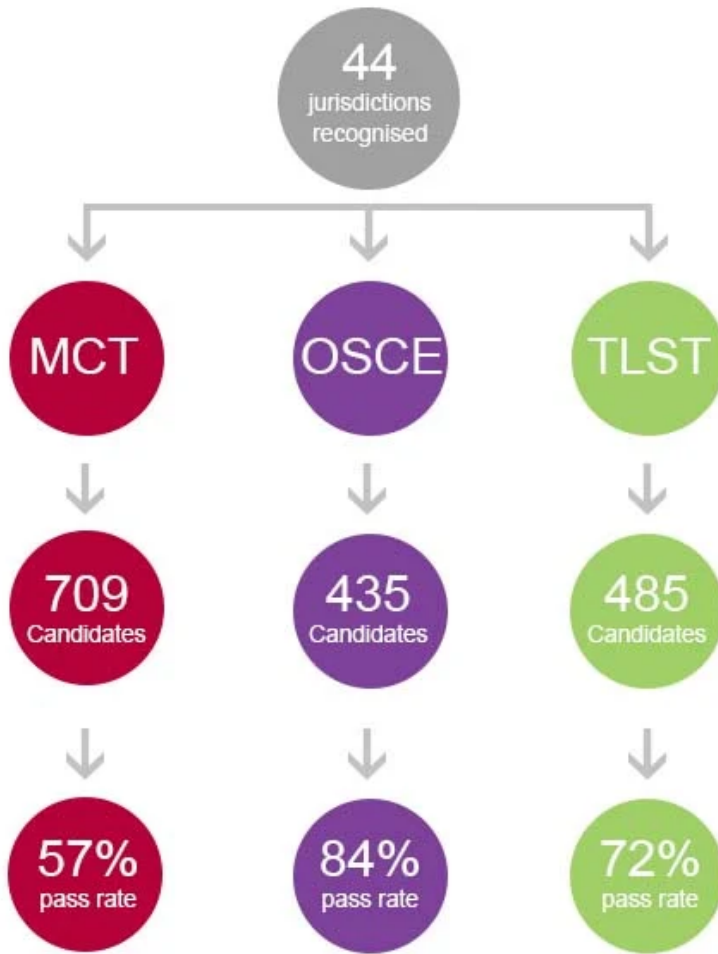 44
jurisdictions
recognised
MCT
OSCE
TLST
709
Candidates
435
Candidates
485
Candidates
57%
pass rate
84%
pass rate
72%
pass rate